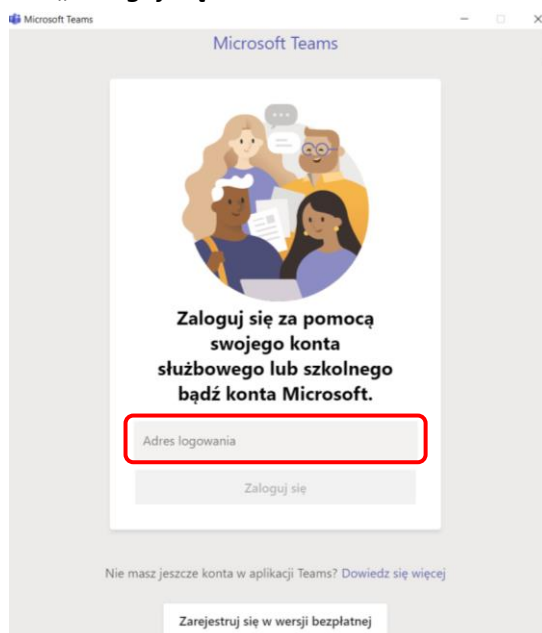 Microsoft Teams
Microsoft Teams
Zaloguj się za pomocą
swojego konta
służbowego lub szkolnego
bądź konta Microsoft.
Adres logowania
Zaloguj się
Nie masz jeszcze konta w aplikacji Teams? Dowiedz się więcej
Zarejestruj się w wersji bezpłatnej